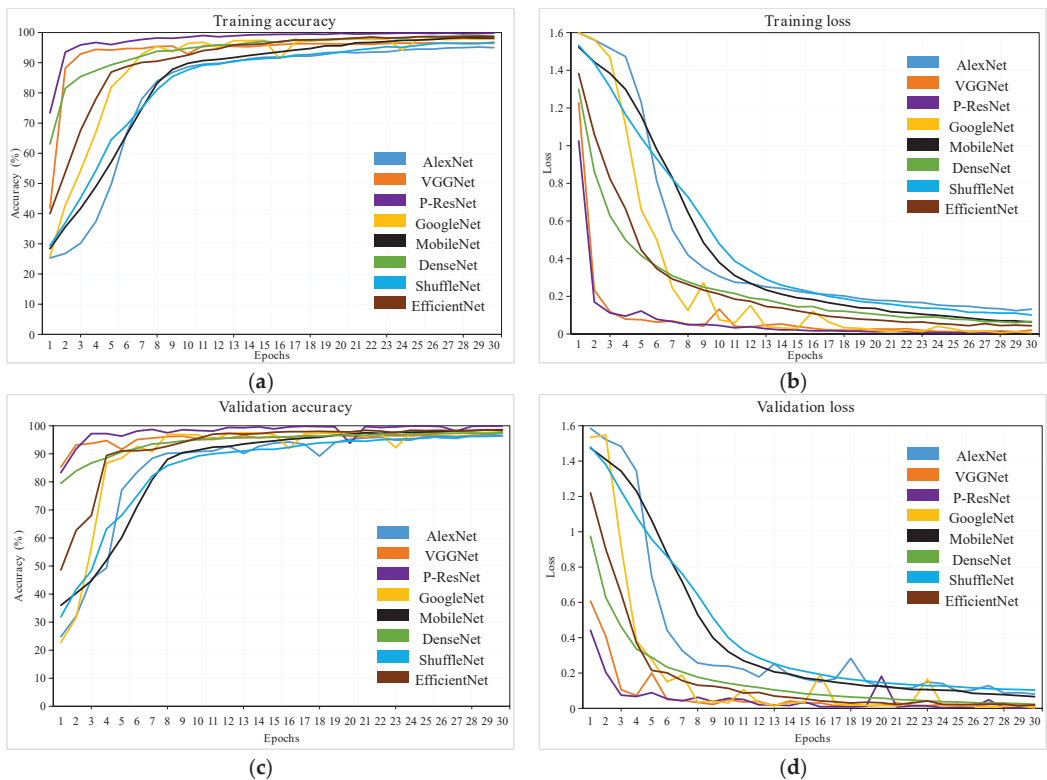 Training accuracy
100
90
80
70
60
50
40
30
20
10
0
Accuracy (%)
AlexNet
VGGNet
P-ResNet
GoogleNet
MobileNet
DenseNet
ShuffleNet
EfficientNet
1 2 3 4 5 6 7 8 9 10 11 12 13 14 15 16 17 18 19 20 21 22 23 24 25 26 27 28 29 30
Epochs
(a)
Training loss
1.6
1.4
1.2
1
0.8
0.6
0.4
0.2
0
Loss
AlexNet
VGGNet
P-ResNet
GoogleNet
MobileNet
DenseNet
ShuffleNet
EfficientNet
1 2 3 4 5 6 7 8 9 10 11 12 13 14 15 16 17 18 19 20 21 22 23 24 25 26 27 28 29 30
Epochs
(b)
Validation accuracy
100
90
80
70
60
50
40
30
20
10
0
Accuracy (%)
AlexNet
VGGNet
P-ResNet
GoogleNet
MobileNet
DenseNet
ShuffleNet
EfficientNet
1 2 3 4 5 6 7 8 9 10 11 12 13 14 15 16 17 18 19 20 21 22 23 24 25 26 27 28 29 30
Epochs
(c)
Validation loss
1.6
1.4
1.2
1
0.8
0.6
0.4
0.2
0
Loss
AlexNet
VGGNet
P-ResNet
GoogleNet
MobileNet
DenseNet
ShuffleNet
EfficientNet
1 2 3 4 5 6 7 8 9 10 11 12 13 14 15 16 17 18 19 20 21 22 23 24 25 26 27 28 29 30
Epochs
(d)